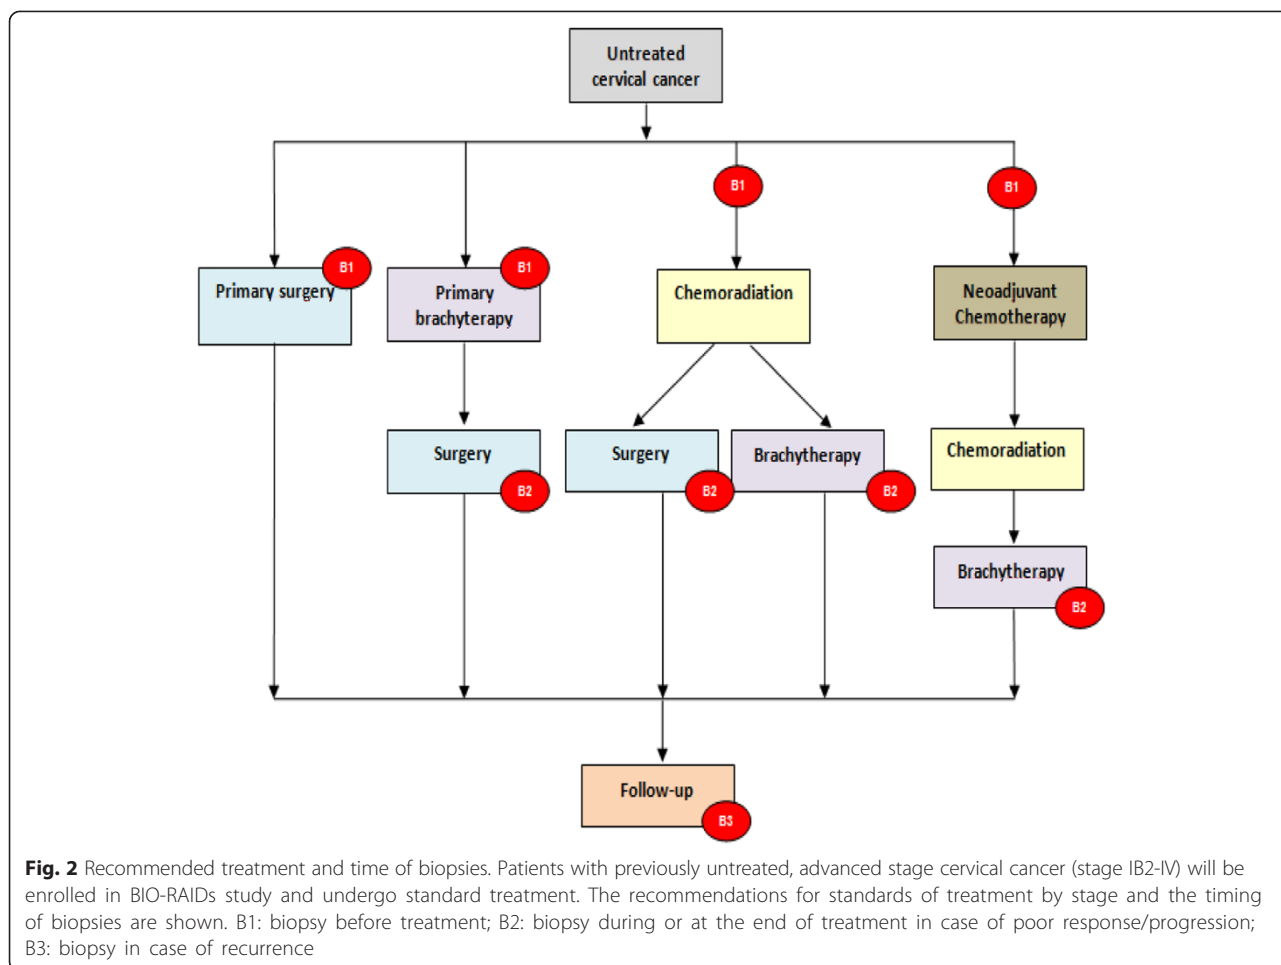 Untreated
cervical cancer
B1
B1
B1
B1
Primary surgery
Primary
brachyterapy
Chemoradiation
Neoadjuvant
Chemotherapy
Surgery
B2
Surgery
B2
Brachytherapy
B2
Chemoradiation
Brachytherapy
B2
Follow-up
B3
Fig. 2 Recommended treatment and time of biopsies. Patients with previously untreated, advanced stage cervical cancer (stage IB2-IV) will be
enrolled in BIO-RAIDs study and undergo standard treatment. The recommendations for standards of treatment by stage and the timing
of biopsies are shown. B1: biopsy before treatment; B2: biopsy during or at the end of treatment in case of poor response/progression;
B3: biopsy in case of recurrence